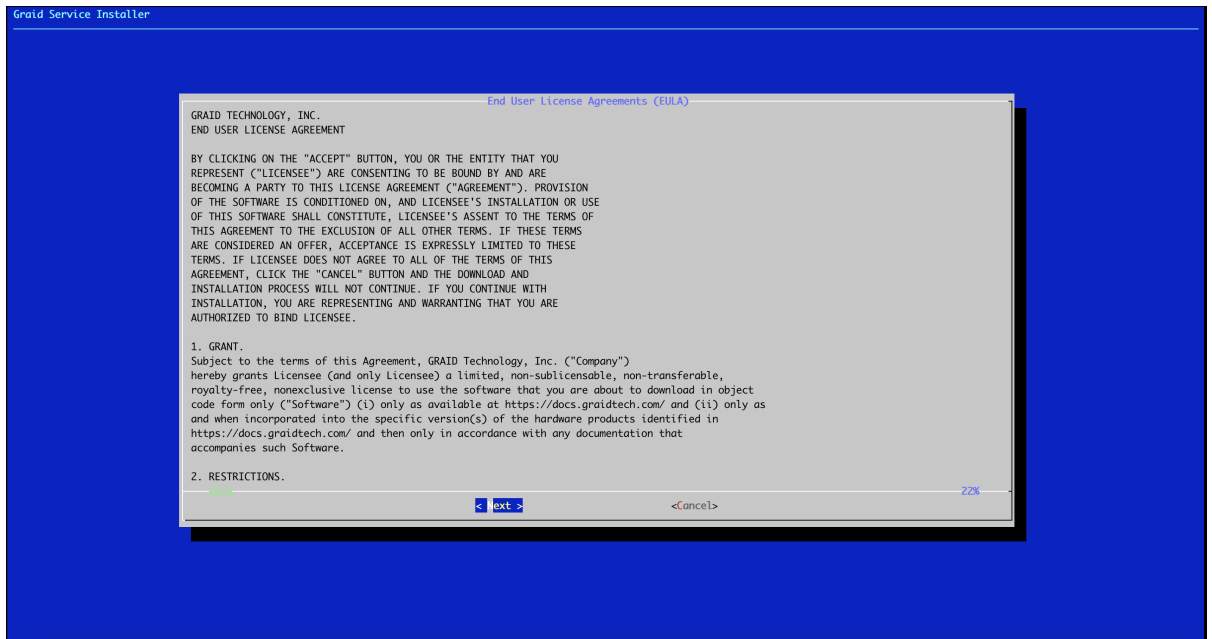 Graid Service Installer
End User License Agreements (EULA)
GRAID TECHNOLOGY, INC.
END USER LICENSE AGREEMENT
BY CLICKING ON THE "ACCEPT" BUTTON, YOU OR THE ENTITY THAT YOU
REPRESENT ("LICENSEE") ARE CONSENTING TO BE BOUND BY AND ARE
BECOMING A PARTY TO THIS LICENSE AGREEMENT ("AGREEMENT"). PROVISION
OF THE SOFTWARE IS CONDITIONED ON, AND LICENSEE'S INSTALLATION OR USE
OF THIS SOFTWARE SHALL CONSTITUTE, LICENSEE'S ASSENT TO THE TERMS OF
THIS AGREEMENT TO THE EXCLUSION OF ALL OTHER TERMS. IF THESE TERMS
ARE CONSIDERED AN OFFER, ACCEPTANCE IS EXPRESSLY LIMITED TO THESE
TERMS. IF LICENSEE DOES NOT AGREE TO ALL OF THE TERMS OF THIS
AGREEMENT, CLICK THE "CANCEL" BUTTON AND THE DOWNLOAD AND
INSTALLATION PROCESS WILL NOT CONTINUE. IF YOU CONTINUE WITH
INSTALLATION, YOU ARE REPRESENTING AND WARRANTING THAT YOU ARE
AUTHORIZED TO BIND LICENSEE.
1. GRANT.
Subject to the terms of this Agreement, GRAID Technology, Inc. ("Company")
hereby grants Licensee (and only Licensee) a limited, non-sublicensable, non-transferable,
royalty-free, nonexclusive license to use the software that you are about to download in object
code form only ("Software") (i) only as available at https://docs.graidtech.com/ and (ii) only as
and when incorporated into the specific version(s) of the hardware products identified in
https://docs.graidtech.com/ and then only in accordance with any documentation that
accompanies such Software.
2. RESTRICTIONS.
22%
< Next > <Cancel>